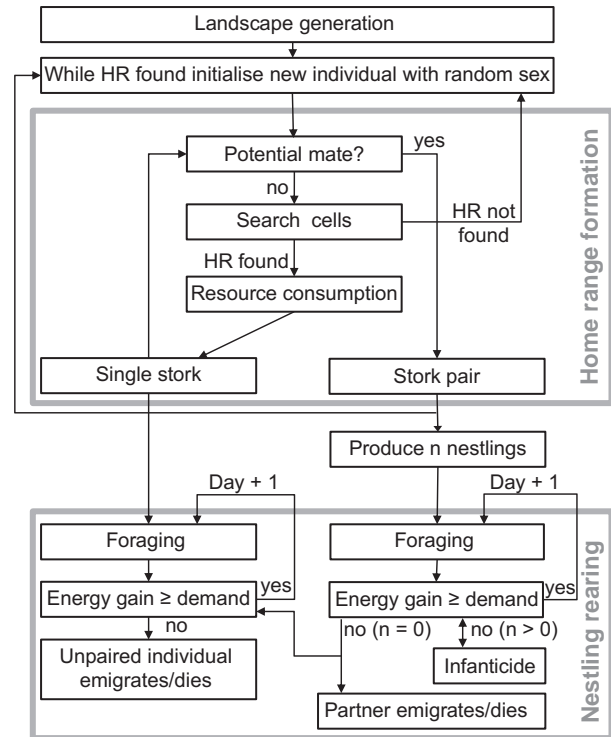 Landscape generation
While HR found initialise new individual with random sex
Potential mate?
yes
no
Search cells
HR not
found
HR found
Resource consumption
Single stork
Stork pair
Home range formation
Produce n nestlings
Day + 1
Day + 1
Foraging
Foraging
Energy gain ≥ demand
yes
Energy gain ≥ demand
yes
no
no (n = 0)
no (n > 0)
Unpaired individual
emigrates/dies
Infanticide
Partner emigrates/dies
Nestling rearing